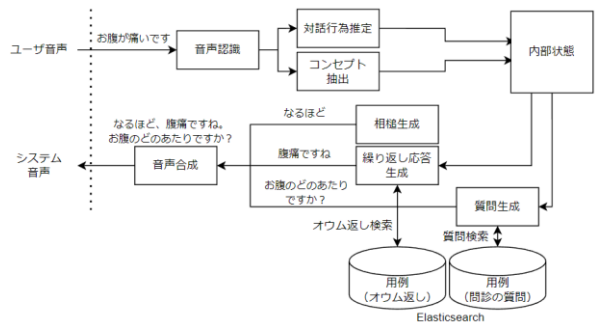 ユーザ音声
お腹が痛いです
音声認識
対話行為推定
コンセプト
抽出
内部状態
なるほど、腹痛ですね。
お腹のどのあたりですか？
システム
音声
音声合成
なるほど
相槌生成
腹痛ですね
繰り返し応答
生成
お腹のどのあたり
ですか？
質問生成
オウム返し検索
質問検索
用例
（オウム返し）
用例
（問診の質問）
Elasticsearch